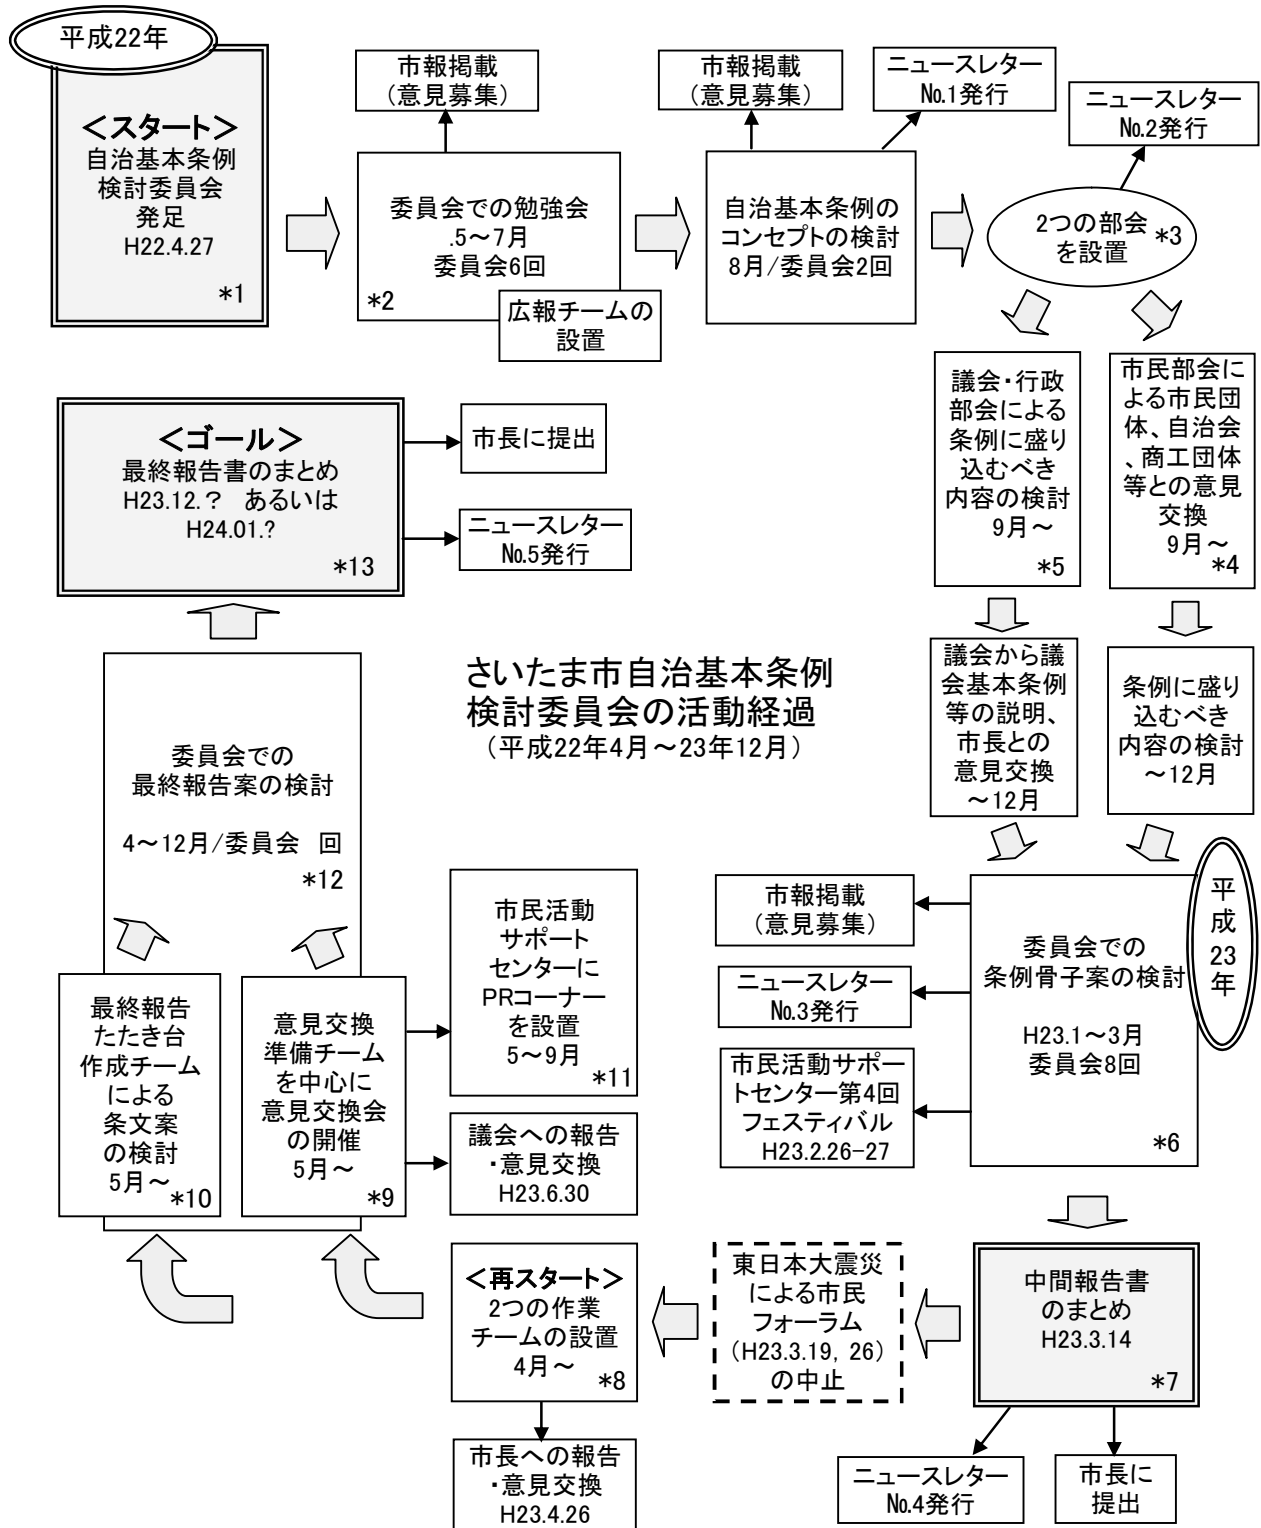 平成22年
＜スタート＞
自治基本条例
検討委員会
発足
H22.4.27
*1
市報掲載
（意見募集）
委員会での勉強会
.5～7月
委員会6回
*2
広報チームの
設置
市報掲載
（意見募集）
ニュースレター
№1発行
自治基本条例の
コンセプトの検討
8月/委員会2回
ニュースレター
№2発行
2つの部会
を設置
*3
議会・行政
部会による
条例に盛り
込むべき
内容の検討
9月～
*5
市民部会に
よる市民団
体、自治会
、商工団体
等との意見
交換
9月～
*4
議会から議
会基本条例
等の説明、
市長との
意見交換
～12月
条例に盛り
込むべき
内容の検討
～12月
さいたま市自治基本条例
検討委員会の活動経過
（平成22年4月～23年12月）
平成23年
委員会での
条例骨子案の検討
H23.1～3月
委員会8回
*6
市報掲載
（意見募集）
ニュースレター
№3発行
市民活動サポー
トセンター第4回
フェスティバル
H23.2.26-27
中間報告書
のまとめ
H23.3.14
*7
ニュースレター
№4発行
市長に
提出
東日本大震災
による市民
フォーラム
（H23.3.19, 26）
の中止
＜再スタート＞
2つの作業
チームの設置
4月～
*8
市長への報告
・意見交換
H23.4.26
意見交換
準備チーム
を中心に
意見交換会
の開催
5月～
*9
最終報告
たたき台
作成チーム
による
条文案
の検討
5月～
*10
市民活動
サポート
センターに
PRコーナー
を設置
5～9月
*11
議会への報告
・意見交換
H23.6.30
委員会での
最終報告案の検討
4～12月/委員会　回
*12
＜ゴール＞
最終報告書のまとめ
H23.12.？　あるいは
H24.01.?
*13
市長に提出
ニュースレター
№5発行